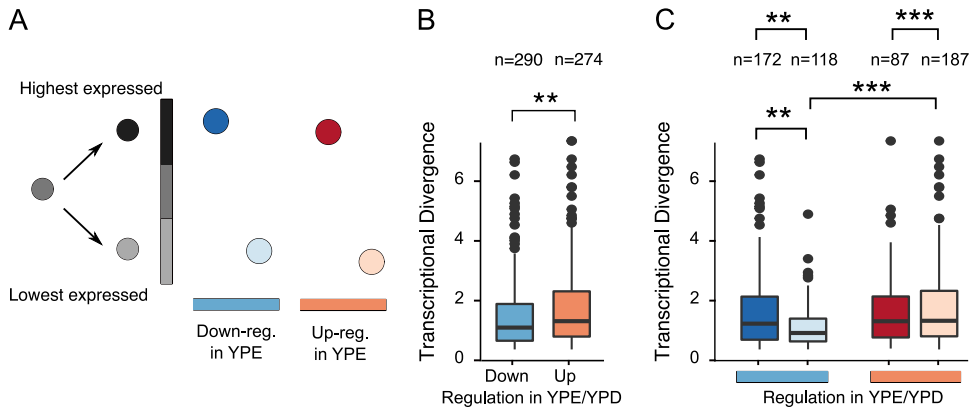 A
Highest expressed
Lowest expressed
Down-reg.
in YPE
Up-reg.
in YPE
B
n=290 n=274
**
Transcriptional Divergence
6
4
2
0
Down Up
Regulation in YPE/YPD
C
** ***
n=172 n=118 n=87 n=187
***
**
Transcriptional Divergence
6
4
2
0
Regulation in YPE/YPD